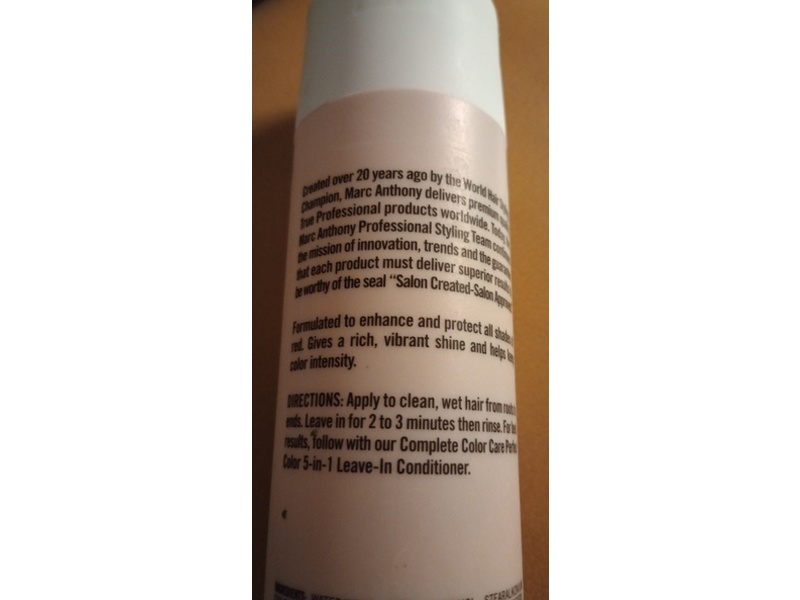 Created over 20 years ago by the World Hair
Champion, Marc Anthony delivers premium
True Professional products worldwide.
Marc Anthony Professional Styling Team
the mission of innovation, trends and the
that each product must deliver superior results
be worthy of the seal "Salon Created-Salon
Formulated to enhance and protect all shades
red. Gives a rich, vibrant shine and helps
color intensity.
DIRECTIONS: Apply to clean, wet hair from
ends. Leave in for 2 to 3 minutes then rinse. For
results, follow with our Complete Color Care
Color 5-in-1 Leave-In Conditioner.